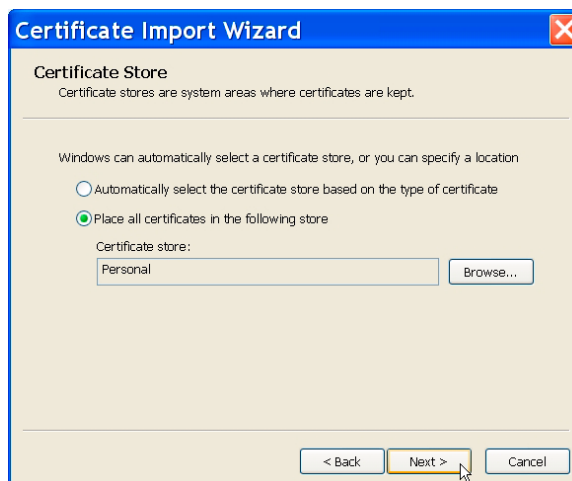 Certificate Import Wizard
Certificate Store
Certificate stores are system areas where certificates are kept.
Windows can automatically select a certificate store, or you can specify a location
Automatically select the certificate store based on the type of certificate
Place all certificates in the following store
Certificate store:
Personal
Browse...
< Back
Next >
Cancel